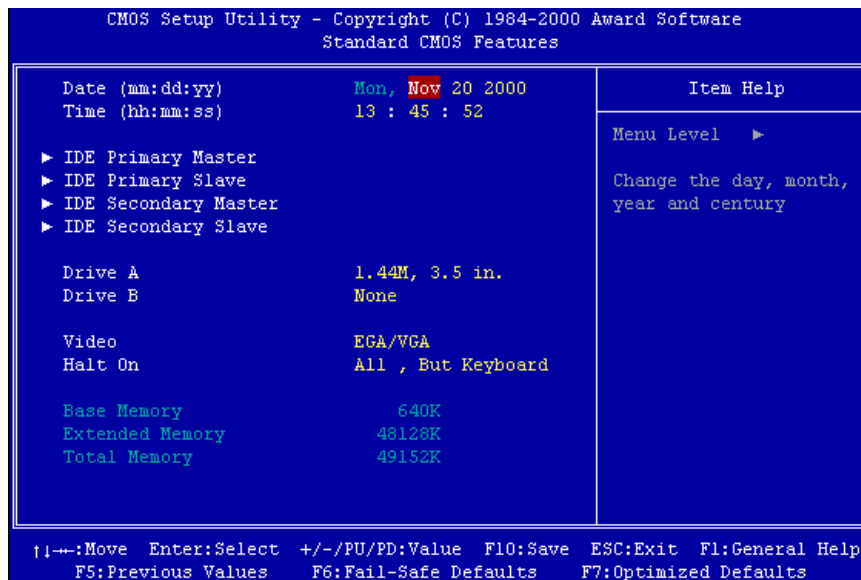 CMOS Setup Utility - Copyright (C) 1984-2000 Award Software
Standard CMOS Features
Date (mm:dd:yy) Mon, Nov 20 2000
Time (hh:mm:ss) 13 : 45 : 52
► IDE Primary Master
► IDE Primary Slave
► IDE Secondary Master
► IDE Secondary Slave
Drive A 1.44M, 3.5 in.
Drive B None
Video EGA/VGA
Halt On All , But Keyboard
Base Memory 640K
Extended Memory 48128K
Total Memory 49152K
Item Help
Menu Level ►
Change the day, month,
year and century
↑↓→←:Move Enter:Select +/-/PU/PD:Value F10:Save ESC:Exit F1:General Help
F5:Previous Values F6:Fail-Safe Defaults F7:Optimized Defaults